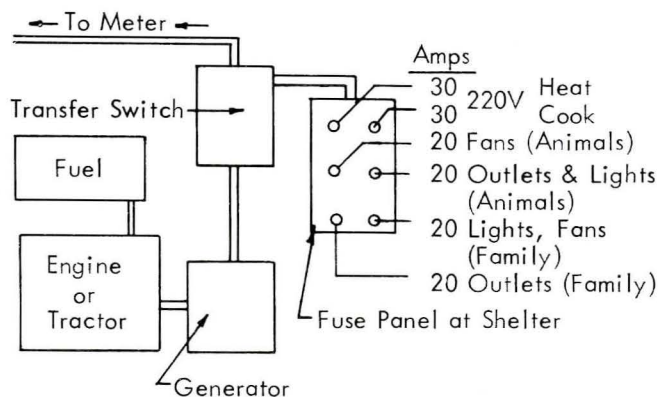 To Meter
Amps
30 220V Heat
30 Cook
20 Fans (Animals)
20 Outlets & Lights
(Animals)
20 Lights, Fans
(Family)
20 Outlets (Family)
Transfer Switch
Fuel
Engine
or
Tractor
Fuse Panel at Shelter
Generator